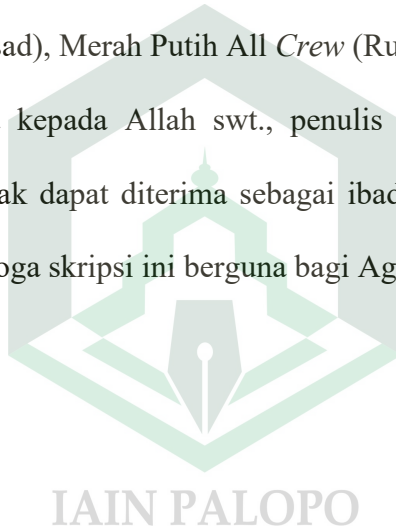 sad), Merah Putih All Crew (Ru
kepada Allah swt., penulis
ak dapat diterima sebagai ibad
oga skripsi ini berguna bagi Ag
IAIN PALOPO